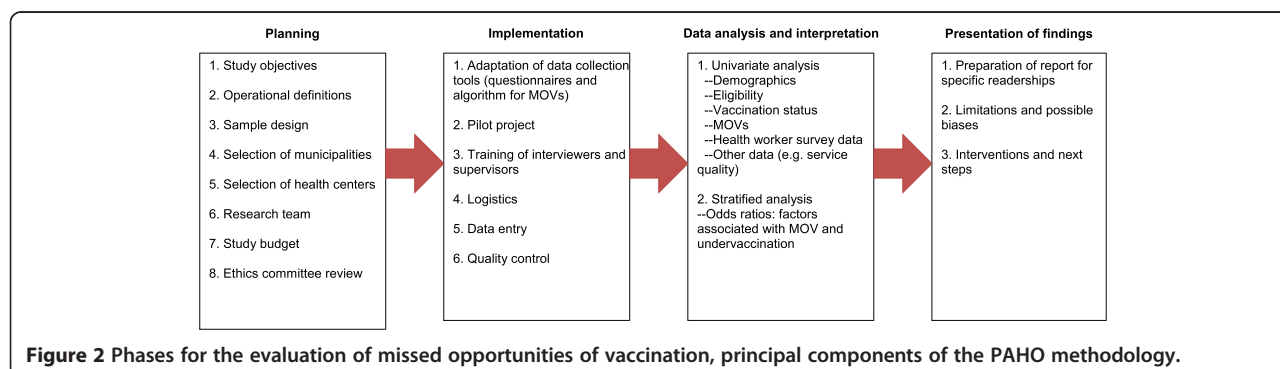 Planning
1. Study objectives
2. Operational definitions
3. Sample design
4. Selection of municipalities
5. Selection of health centers
6. Research team
7. Study budget
8. Ethics committee review
Implementation
1. Adaptation of data collection
tools (questionnaires and
algorithm for MOVs)
2. Pilot project
3. Training of interviewers and
supervisors
4. Logistics
5. Data entry
6. Quality control
Data analysis and interpretation
1. Univariate analysis
--Demographics
--Eligibility
--Vaccination status
--MOVs
--Health worker survey data
--Other data (e.g. service
quality)
2. Stratified analysis
--Odds ratios: factors
associated with MOV and
undervaccination
Presentation of findings
1. Preparation of report for
specific readerships
2. Limitations and possible
biases
3. Interventions and next
steps
Figure 2 Phases for the evaluation of missed opportunities of vaccination, principal components of the PAHO methodology.